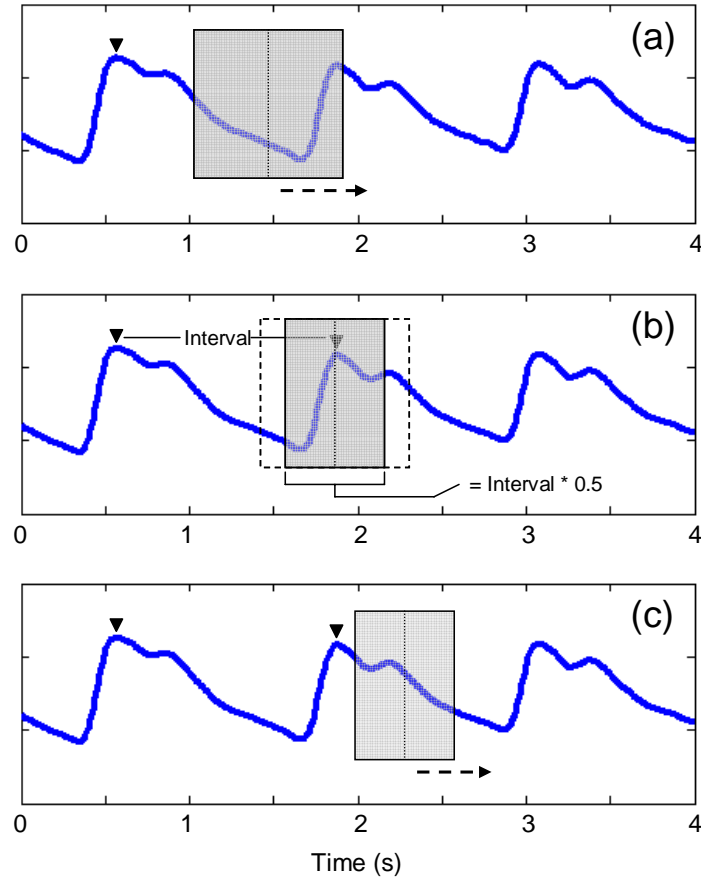 (a)
0 1 2 3 4
(b)
Interval
= Interval * 0.5
0 1 2 3 4
(c)
0 1 2 3 4
Time (s)